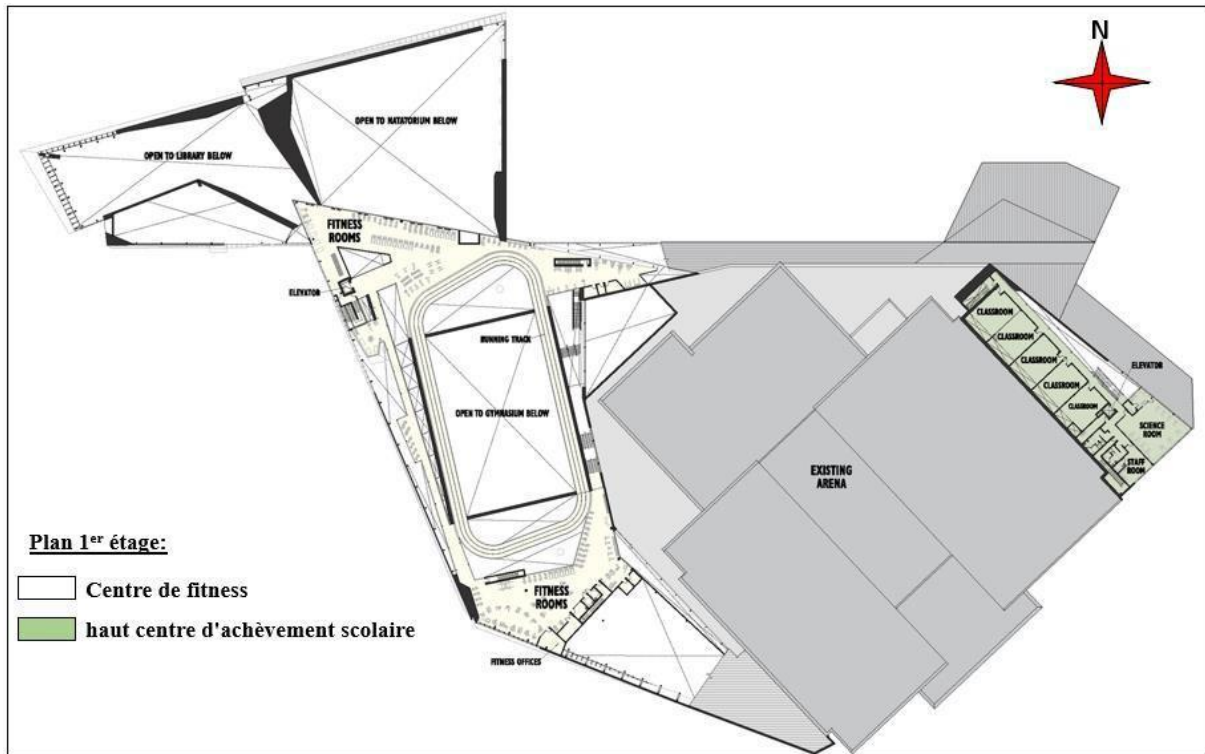 N
OPEN TO NATATORIUM BELOW
OPEN TO LIBRARY BELOW
FITNESS
ROOMS
ELEVATOR
RUNNING TRACK
OPEN TO GYMNASIUM BELOW
CLASSROOM
CLASSROOM
CLASSROOM
CLASSROOM
CLASSROOM
ELEVATOR
SCIENCE
ROOM
STAFF
ROOM
EXISTING
ARENA
FITNESS
ROOMS
FITNESS OFFICES
Plan 1er étage:
Centre de fitness
haut centre d'achèvement scolaire